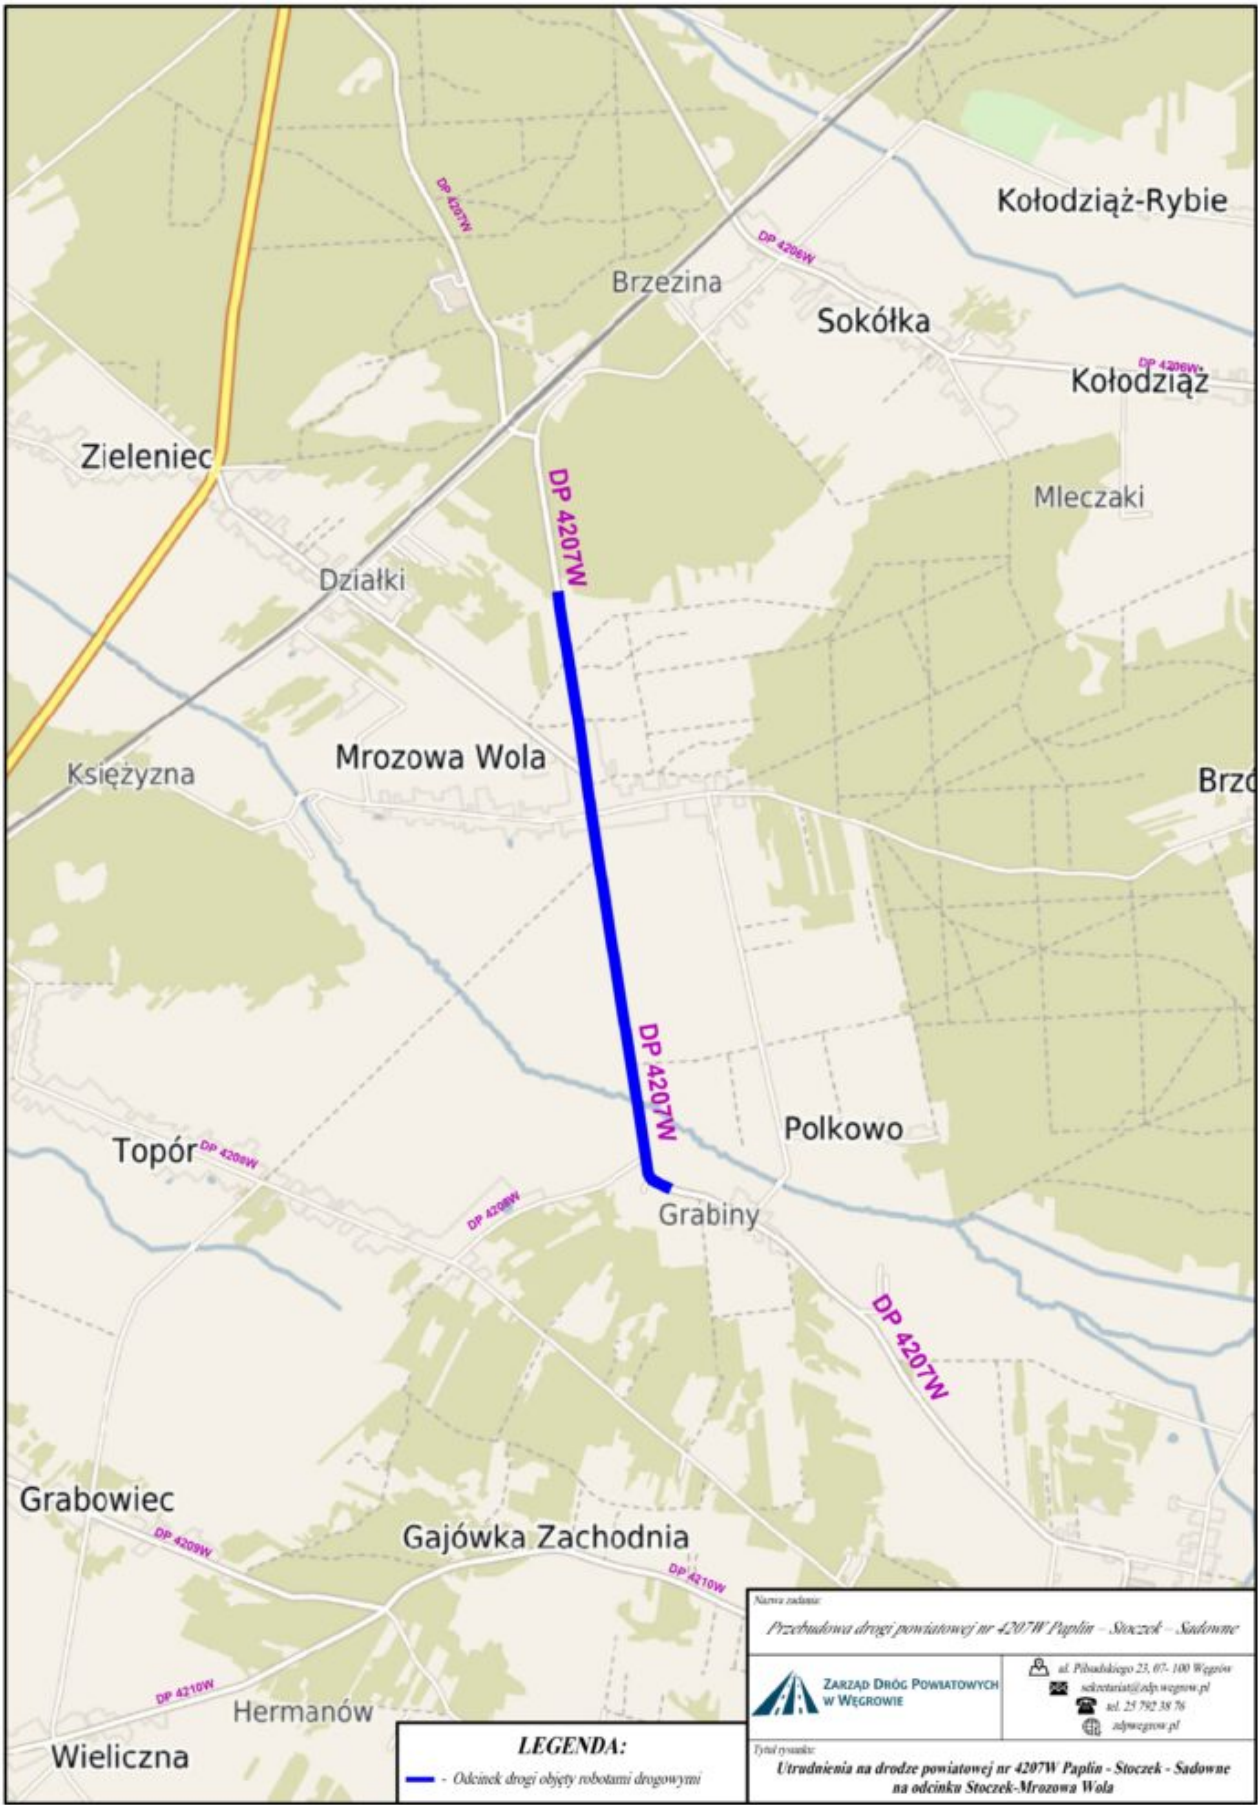 DP 4207W
Kołodziąż-Rybie
DP 4206W
Brzezina
Sokółka
DP 4206W
Kołodziąż
Zieleniec
DP 4207W
Mleczaki
Działki
Mrozowa Wola
Księżyzna
Brzó
DP 4207W
Polkowo
Topór
DP 4208W
DP 4208W
Grabiny
DP 4207W
Grabowiec
DP 4209W
Gajówka Zachodnia
DP 4210W
DP 4210W
Hermanów
Wieliczna
LEGENDA:
- Odcinek drogi objęty robotami drogowymi
Nazwa zadania:
Przebudowa drogi powiatowej nr 4207W Paplin – Stoczek – Sadowne
ZARZĄD DRÓG POWIATOWYCH
W WĘGROWIE
ul. Piłsudskiego 23, 07-100 Węgrów
sekretariat@zdp.wegrow.pl
tel. 25 792 38 76
zdpwegrow.pl
Tytuł rysunku:
Utrudnienia na drodze powiatowej nr 4207W Paplin - Stoczek - Sadowne
na odcinku Stoczek-Mrozowa Wola